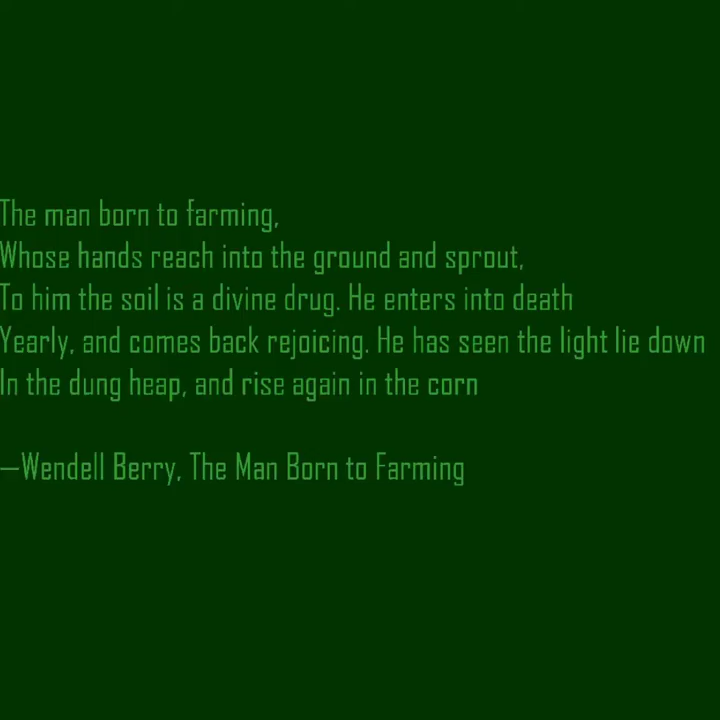 The man born to farming,
Whose hands reach into the ground and sprout,
To him the soil is a divine drug. He enters into death
Yearly, and comes back rejoicing. He has seen the light lie down
In the dung heap, and rise again in the corn
—Wendell Berry, The Man Born to Farming